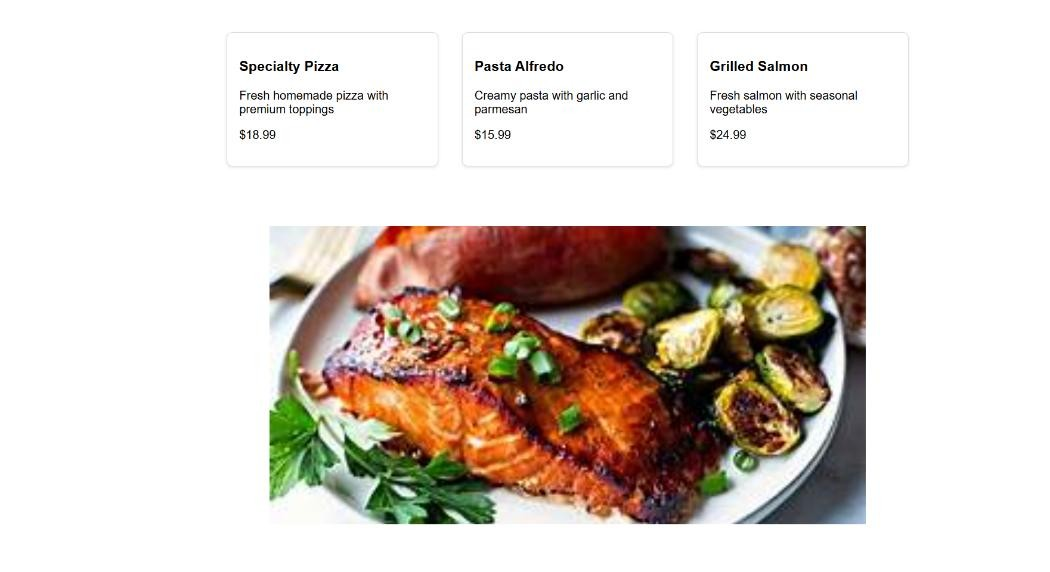 Specialty Pizza
Fresh homemade pizza with
premium toppings
$18.99
Pasta Alfredo
Creamy pasta with garlic and
parmesan
$15.99
Grilled Salmon
Fresh salmon with seasonal
vegetables
$24.99